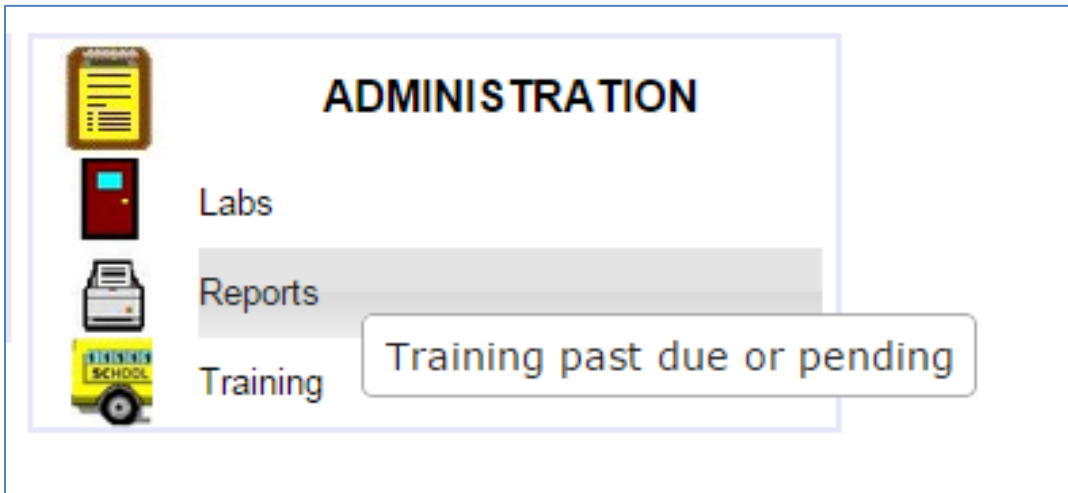 ADMINISTRATION
Labs
Reports
Training past due or pending
Training
SCHOOL